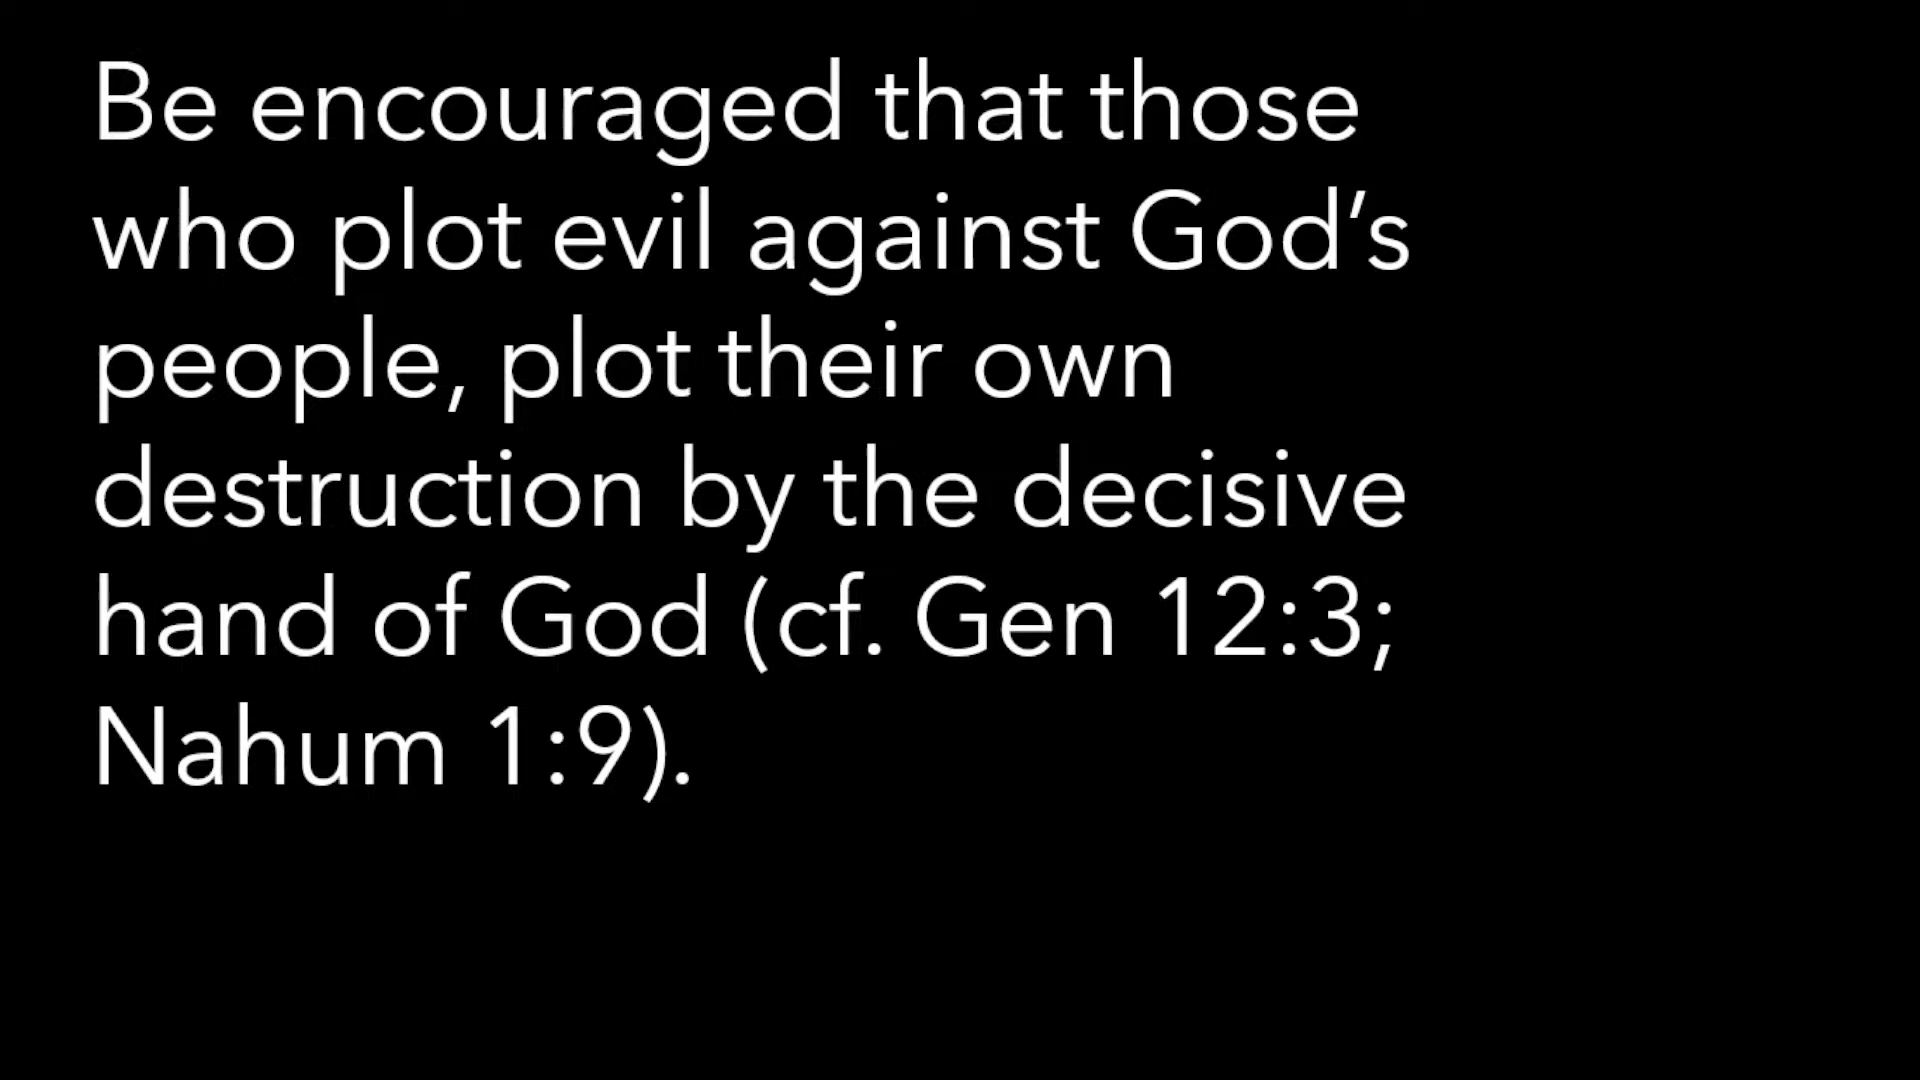 Be encouraged that those
who plot evil against God’s
people, plot their own
destruction by the decisive
hand of God (cf. Gen 12:3;
Nahum 1:9).